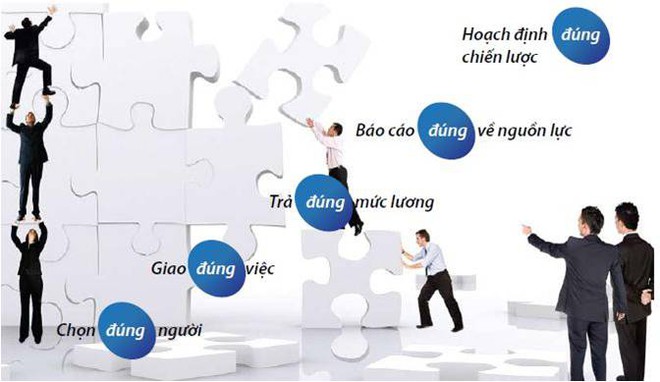 Hoạch định đúng
chiến lược
Báo cáo đúng về nguồn lực
Trả đúng mức lương
Giao đúng việc
Chọn đúng người